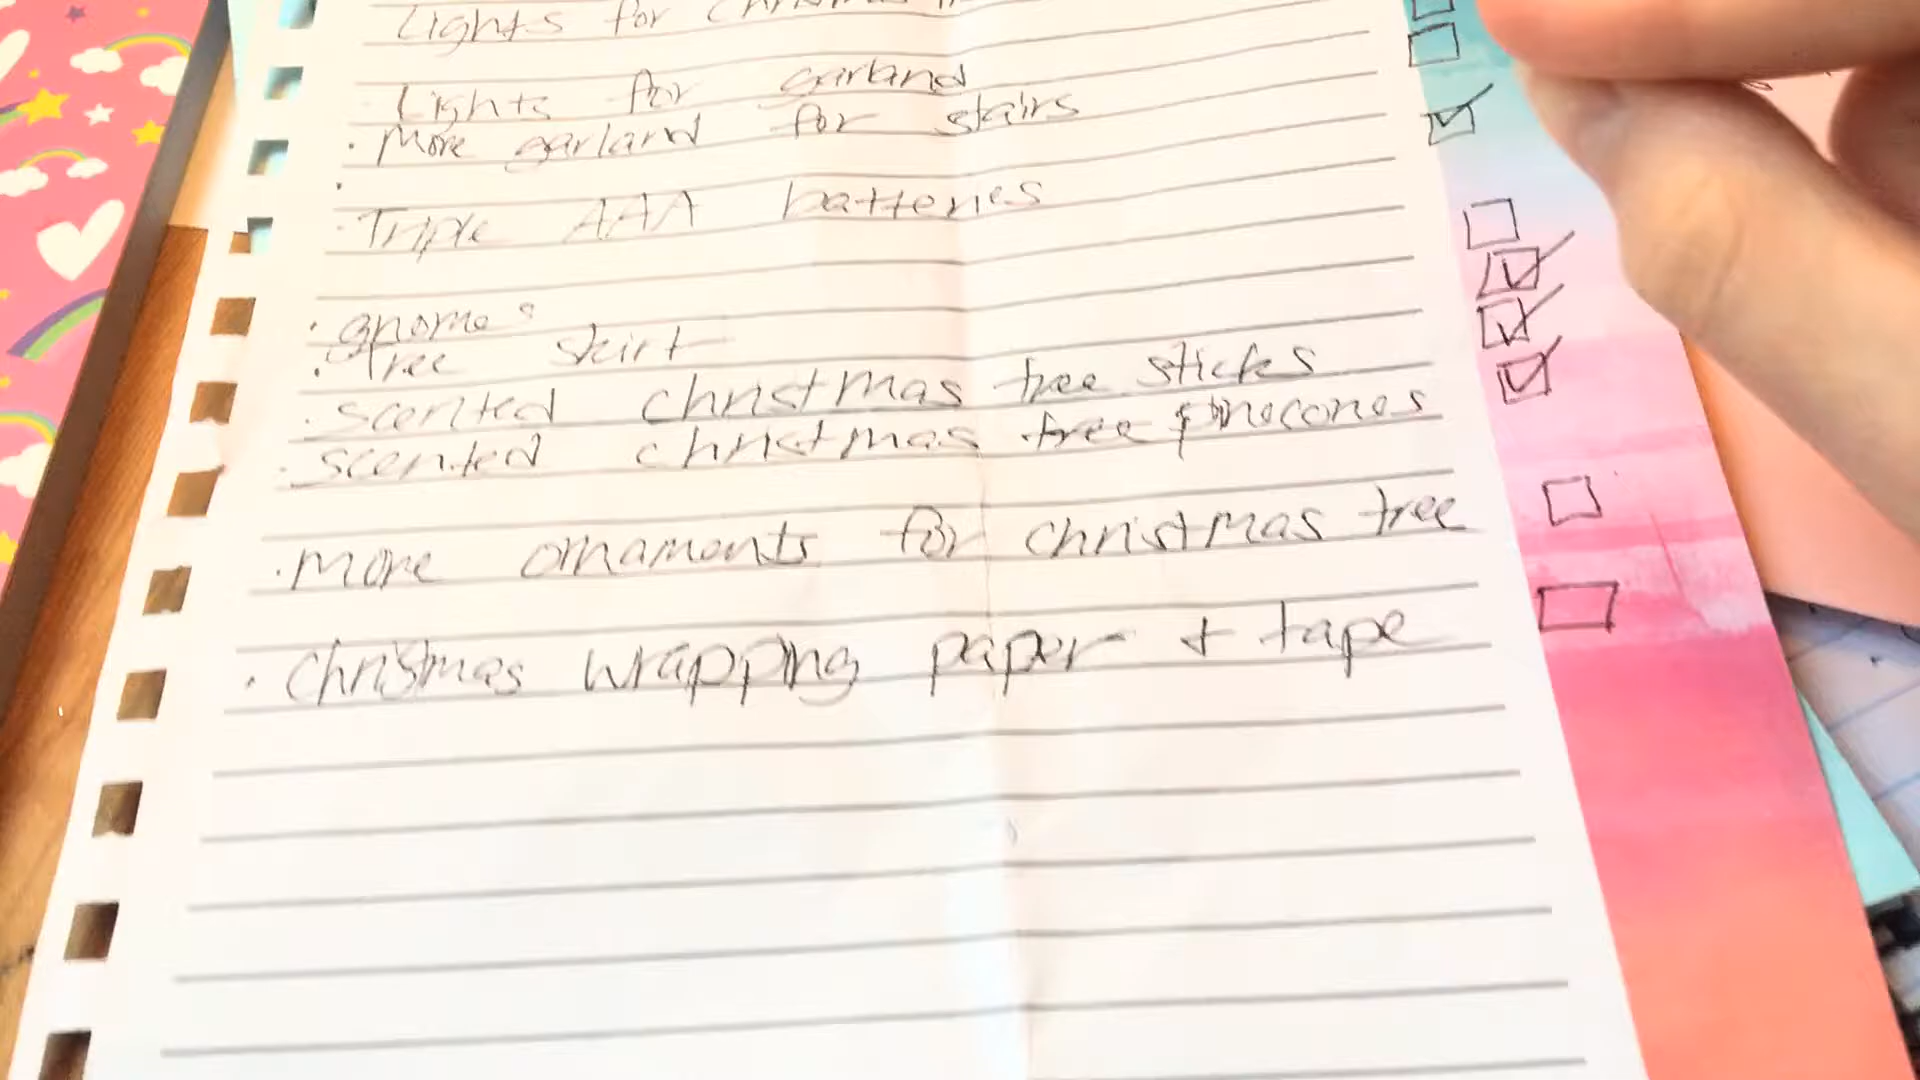 Lights for Christmas
Lights for garland
• More garland for stairs
• Triple AAA batteries
• gnomes
• Tree skirt
• scented christmas tree sticks
• scented christmas tree pinecones
• more ornaments for christmas tree
• Christmas wrapping paper + tape